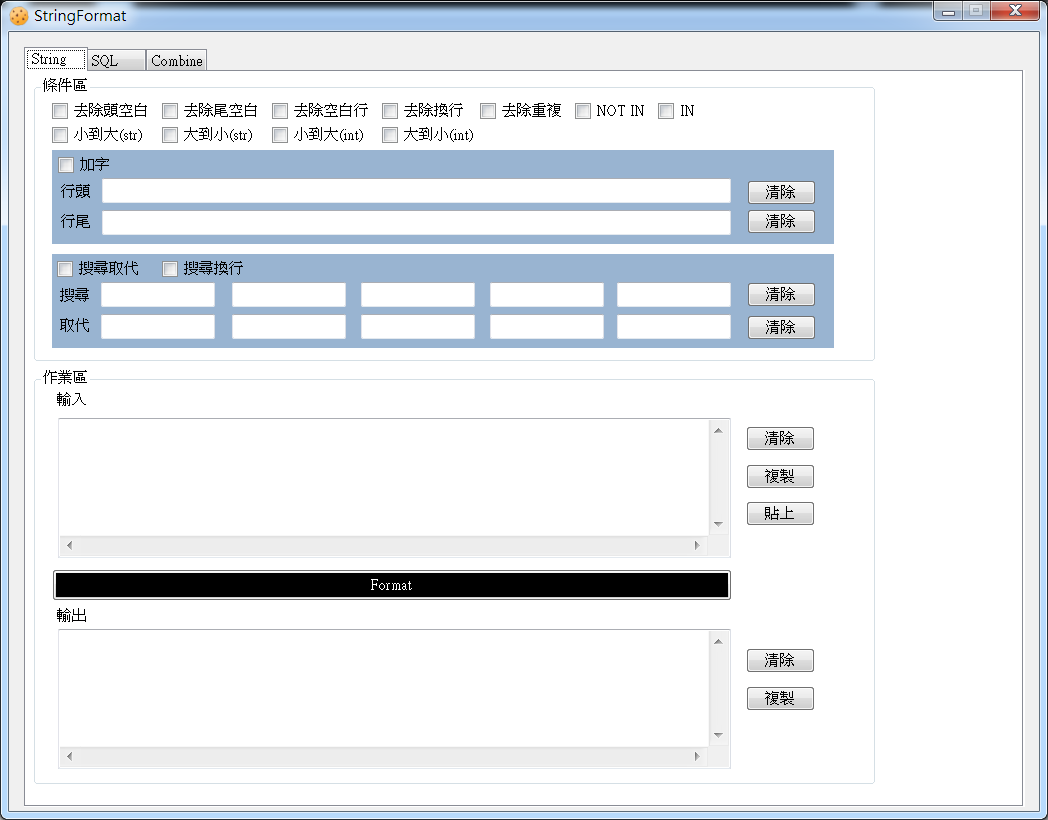 StringFormat
String SQL Combine
條件區
去除頭空白 去除尾空白 去除空白行 去除換行 去除重複 NOT IN IN
小到大(str) 大到小(str) 小到大(int) 大到小(int)
加字
行頭 清除
行尾 清除
搜尋取代 搜尋換行
搜尋 清除
取代 清除
作業區
輸入
清除
複製
貼上
Format
輸出
清除
複製